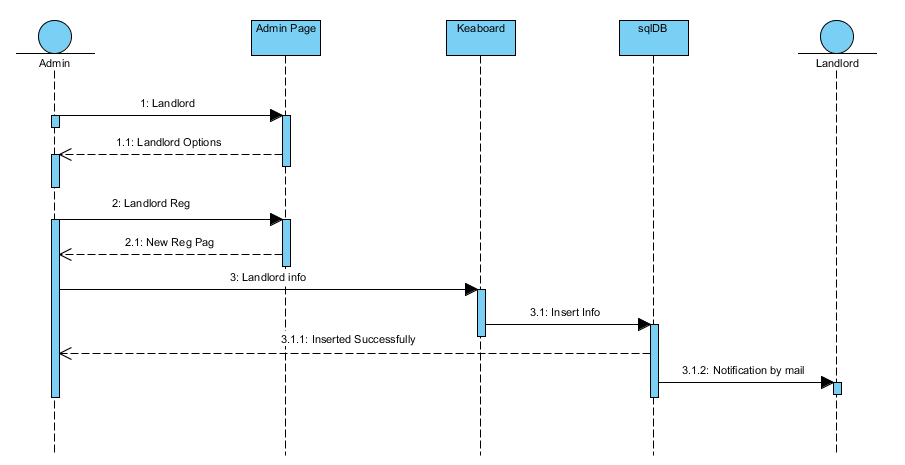 Admin Page
Keaboard
sqlDB
Admin
Landlord
1: Landlord
1.1: Landlord Options
2: Landlord Reg
2.1: New Reg Pag
3: Landlord info
3.1: Insert Info
3.1.1: Inserted Successfully
3.1.2: Notification by mail